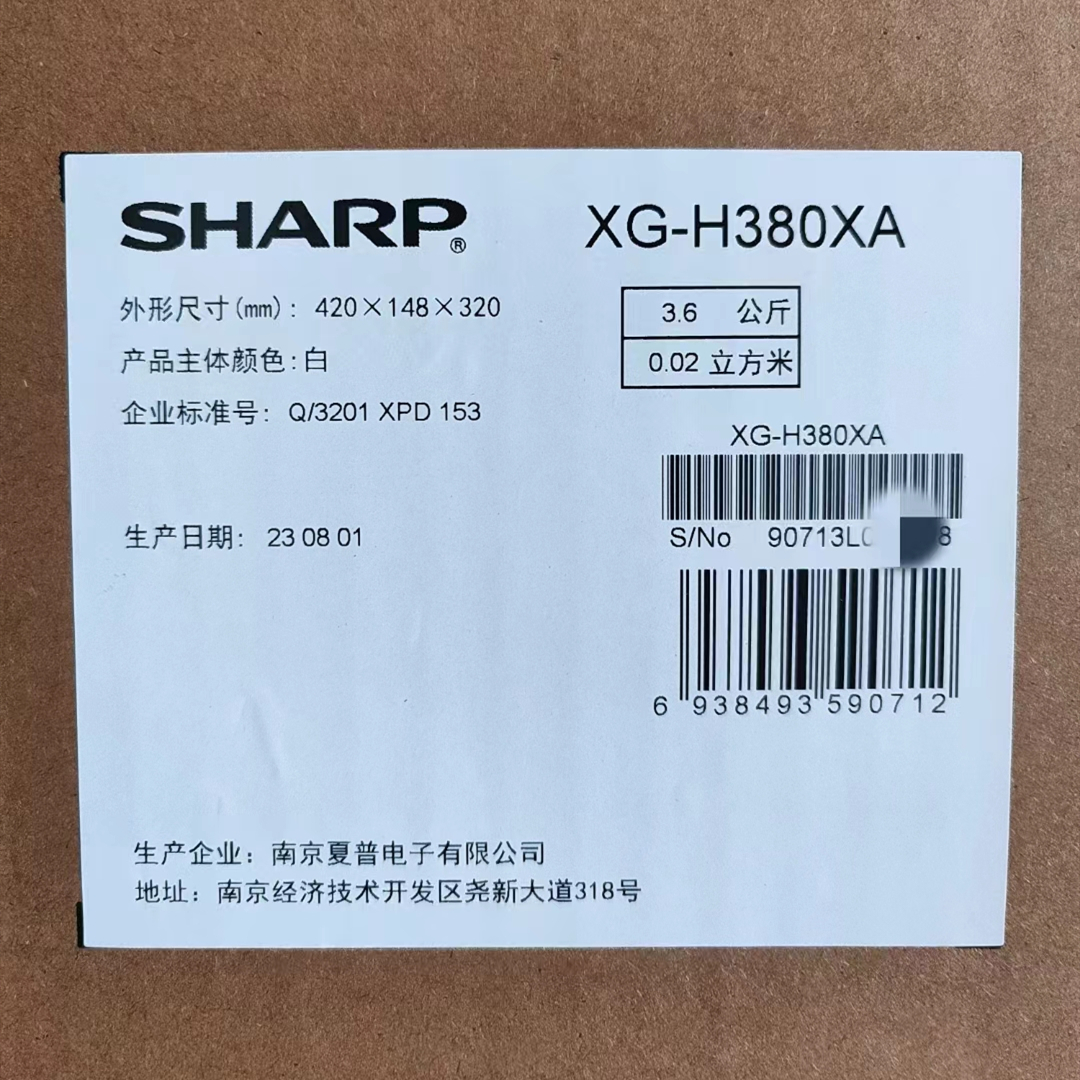 SHARP®
XG-H380XA
外形尺寸(mm): 420×148×320
3.6 公斤
产品主体颜色:白
0.02 立方米
企业标准号: Q/3201 XPD 153
XG-H380XA
生产日期: 23 08 01
S/No 90713L 8
6 938493 590712
生产企业: 南京夏普电子有限公司
地址: 南京经济技术开发区尧新大道318号